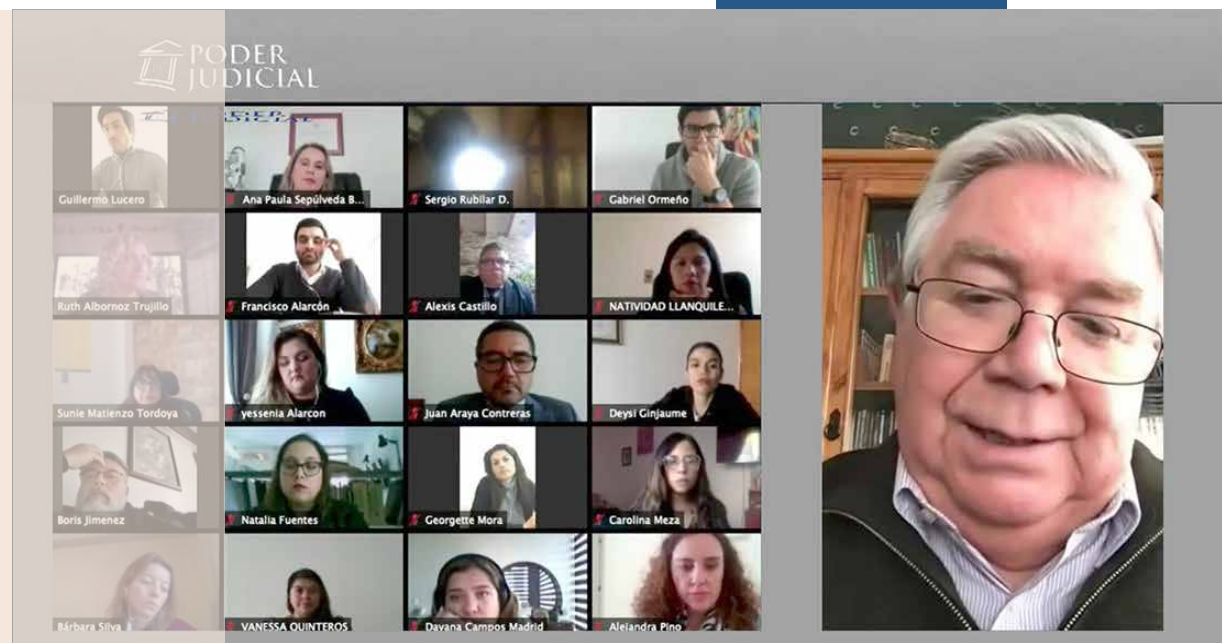 PODER
JUDICIAL
Guillermo Lucero
Ana Paula Sepúlveda B...
Sergio Rubilar D.
Gabriel Ormeño
Ruth Albornoz Trujillo
Francisco Alarcón
Alexis Castillo
NATIVIDAD LLANQUILE...
Sunie Matienzo Tordoya
yessenia Alarcon
Juan Araya Contreras
Deysi Ginjaume
Boris Jimenez
Natalia Fuentes
Georgette Mora
Carolina Meza
Bárbara Silva
VANESSA QUINTEROS
Dayana Campos Madrid
Alejandra Pino